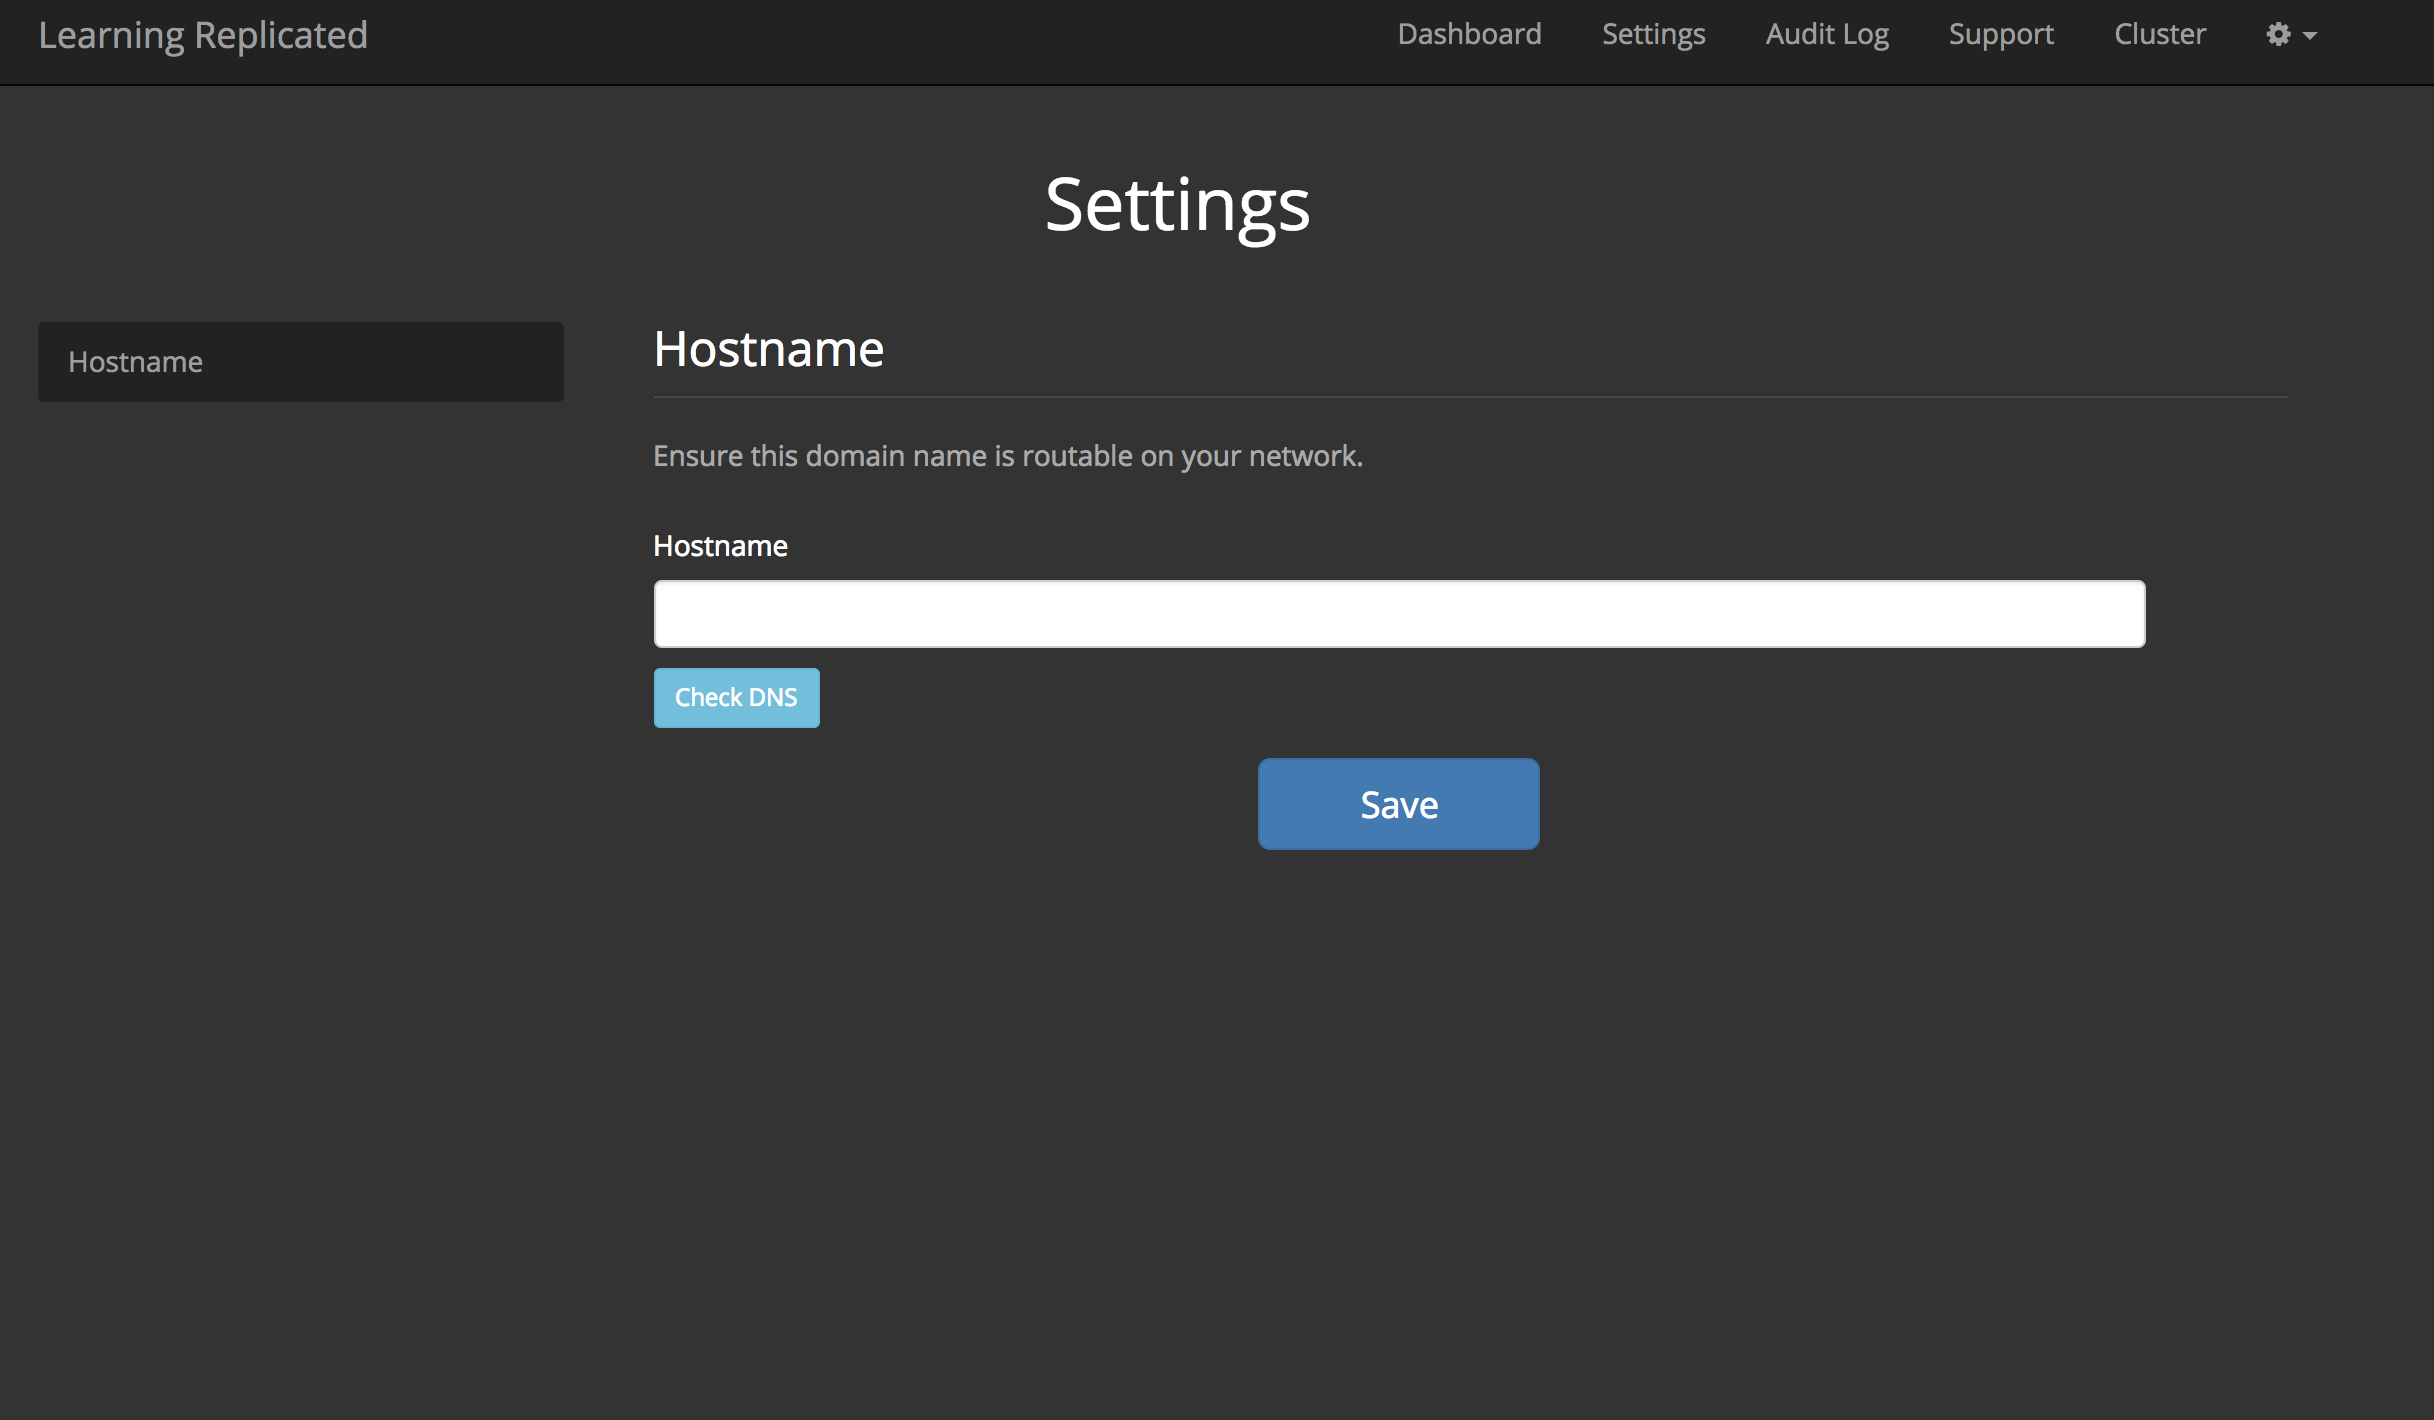 Learning Replicated
Dashboard
Settings
Audit Log
Support
Cluster
Settings
Hostname
Hostname
Ensure this domain name is routable on your network.
Hostname
Check DNS
Save